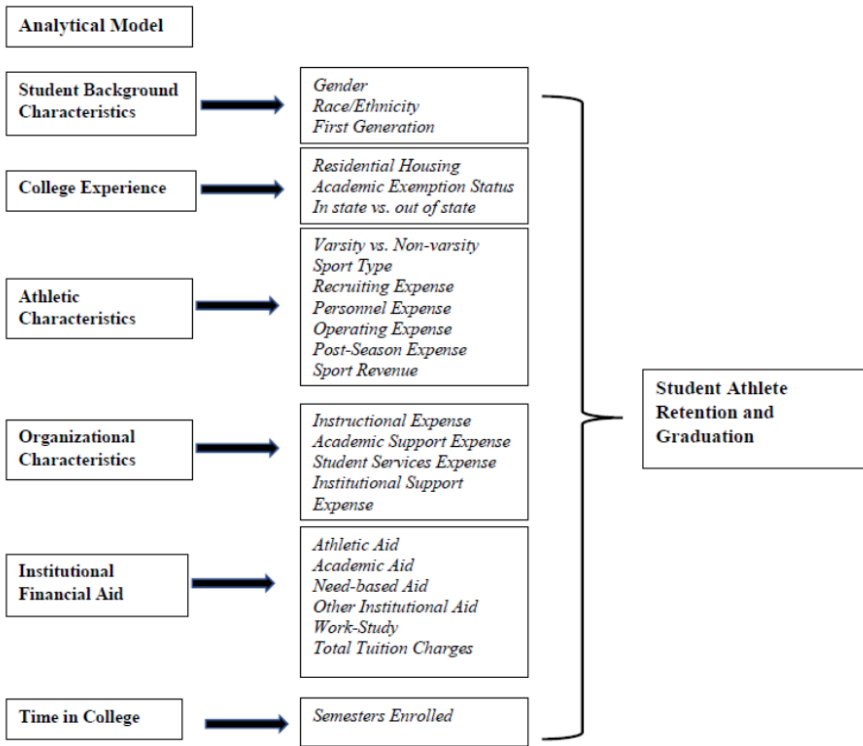 Analytical Model
Student Background
Characteristics
Gender
Race/Ethnicity
First Generation
College Experience
Residential Housing
Academic Exemption Status
In state vs. out of state
Athletic
Characteristics
Varsity vs. Non-varsity
Sport Type
Recruiting Expense
Personnel Expense
Operating Expense
Post-Season Expense
Sport Revenue
Organizational
Characteristics
Instructional Expense
Academic Support Expense
Student Services Expense
Institutional Support
Expense
Institutional
Financial Aid
Athletic Aid
Academic Aid
Need-based Aid
Other Institutional Aid
Work-Study
Total Tuition Charges
Time in College
Semesters Enrolled
Student Athlete
Retention and
Graduation